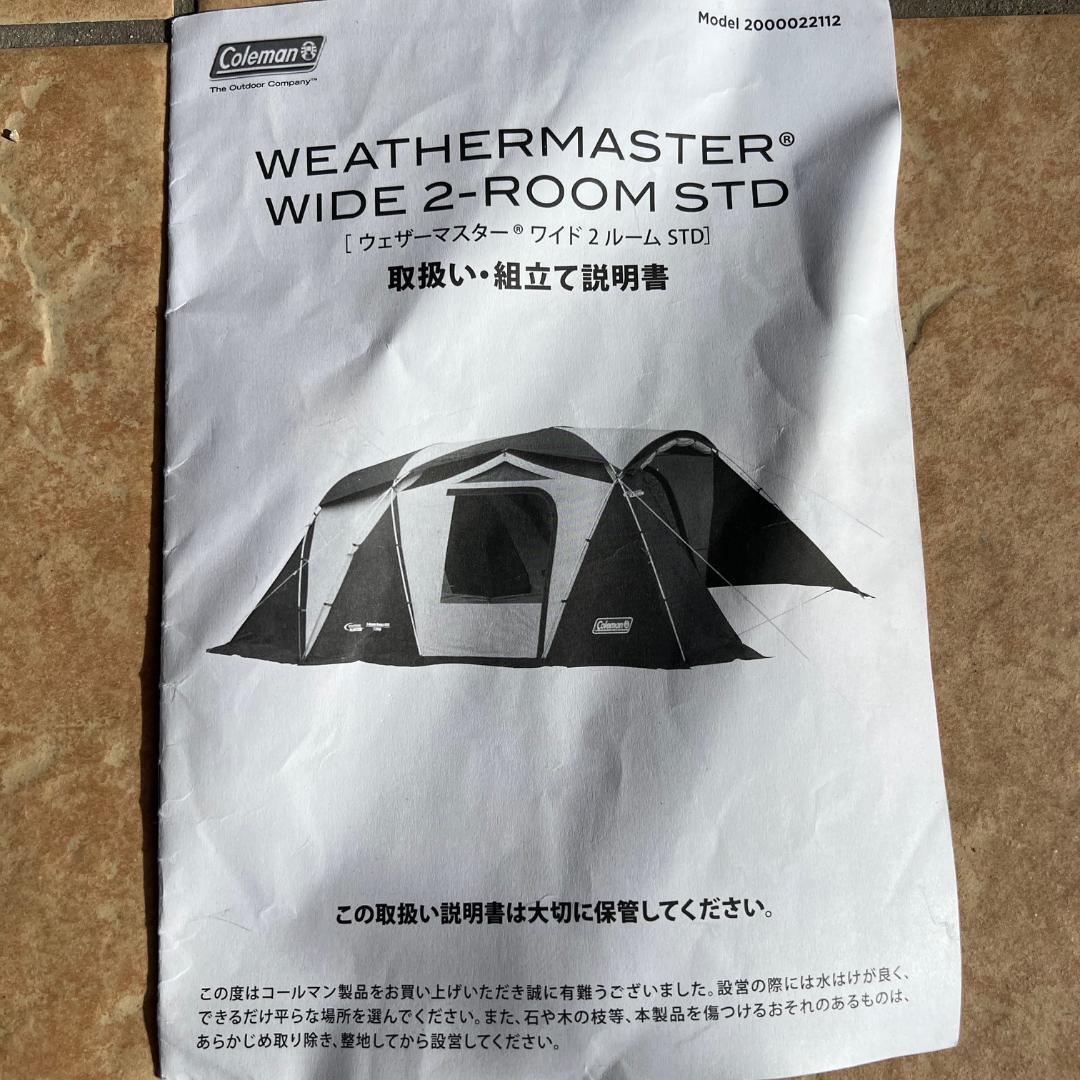 Model 2000022112
Coleman
The Outdoor Company™
WEATHERMASTER®
WIDE 2-ROOM STD
[ ウェザーマスター® ワイド 2 ルーム STD]
取扱い・組立て説明書
Coleman
この取扱い説明書は大切に保管してください。
この度はコールマン製品をお買い上げいただき誠に有難うございました。設営の際には水はけが良く、
できるだけ平らな場所を選んでください。また、石や木の枝等、本製品を傷つけるおそれのあるものは、
あらかじめ取り除き、整地してから設営してください。